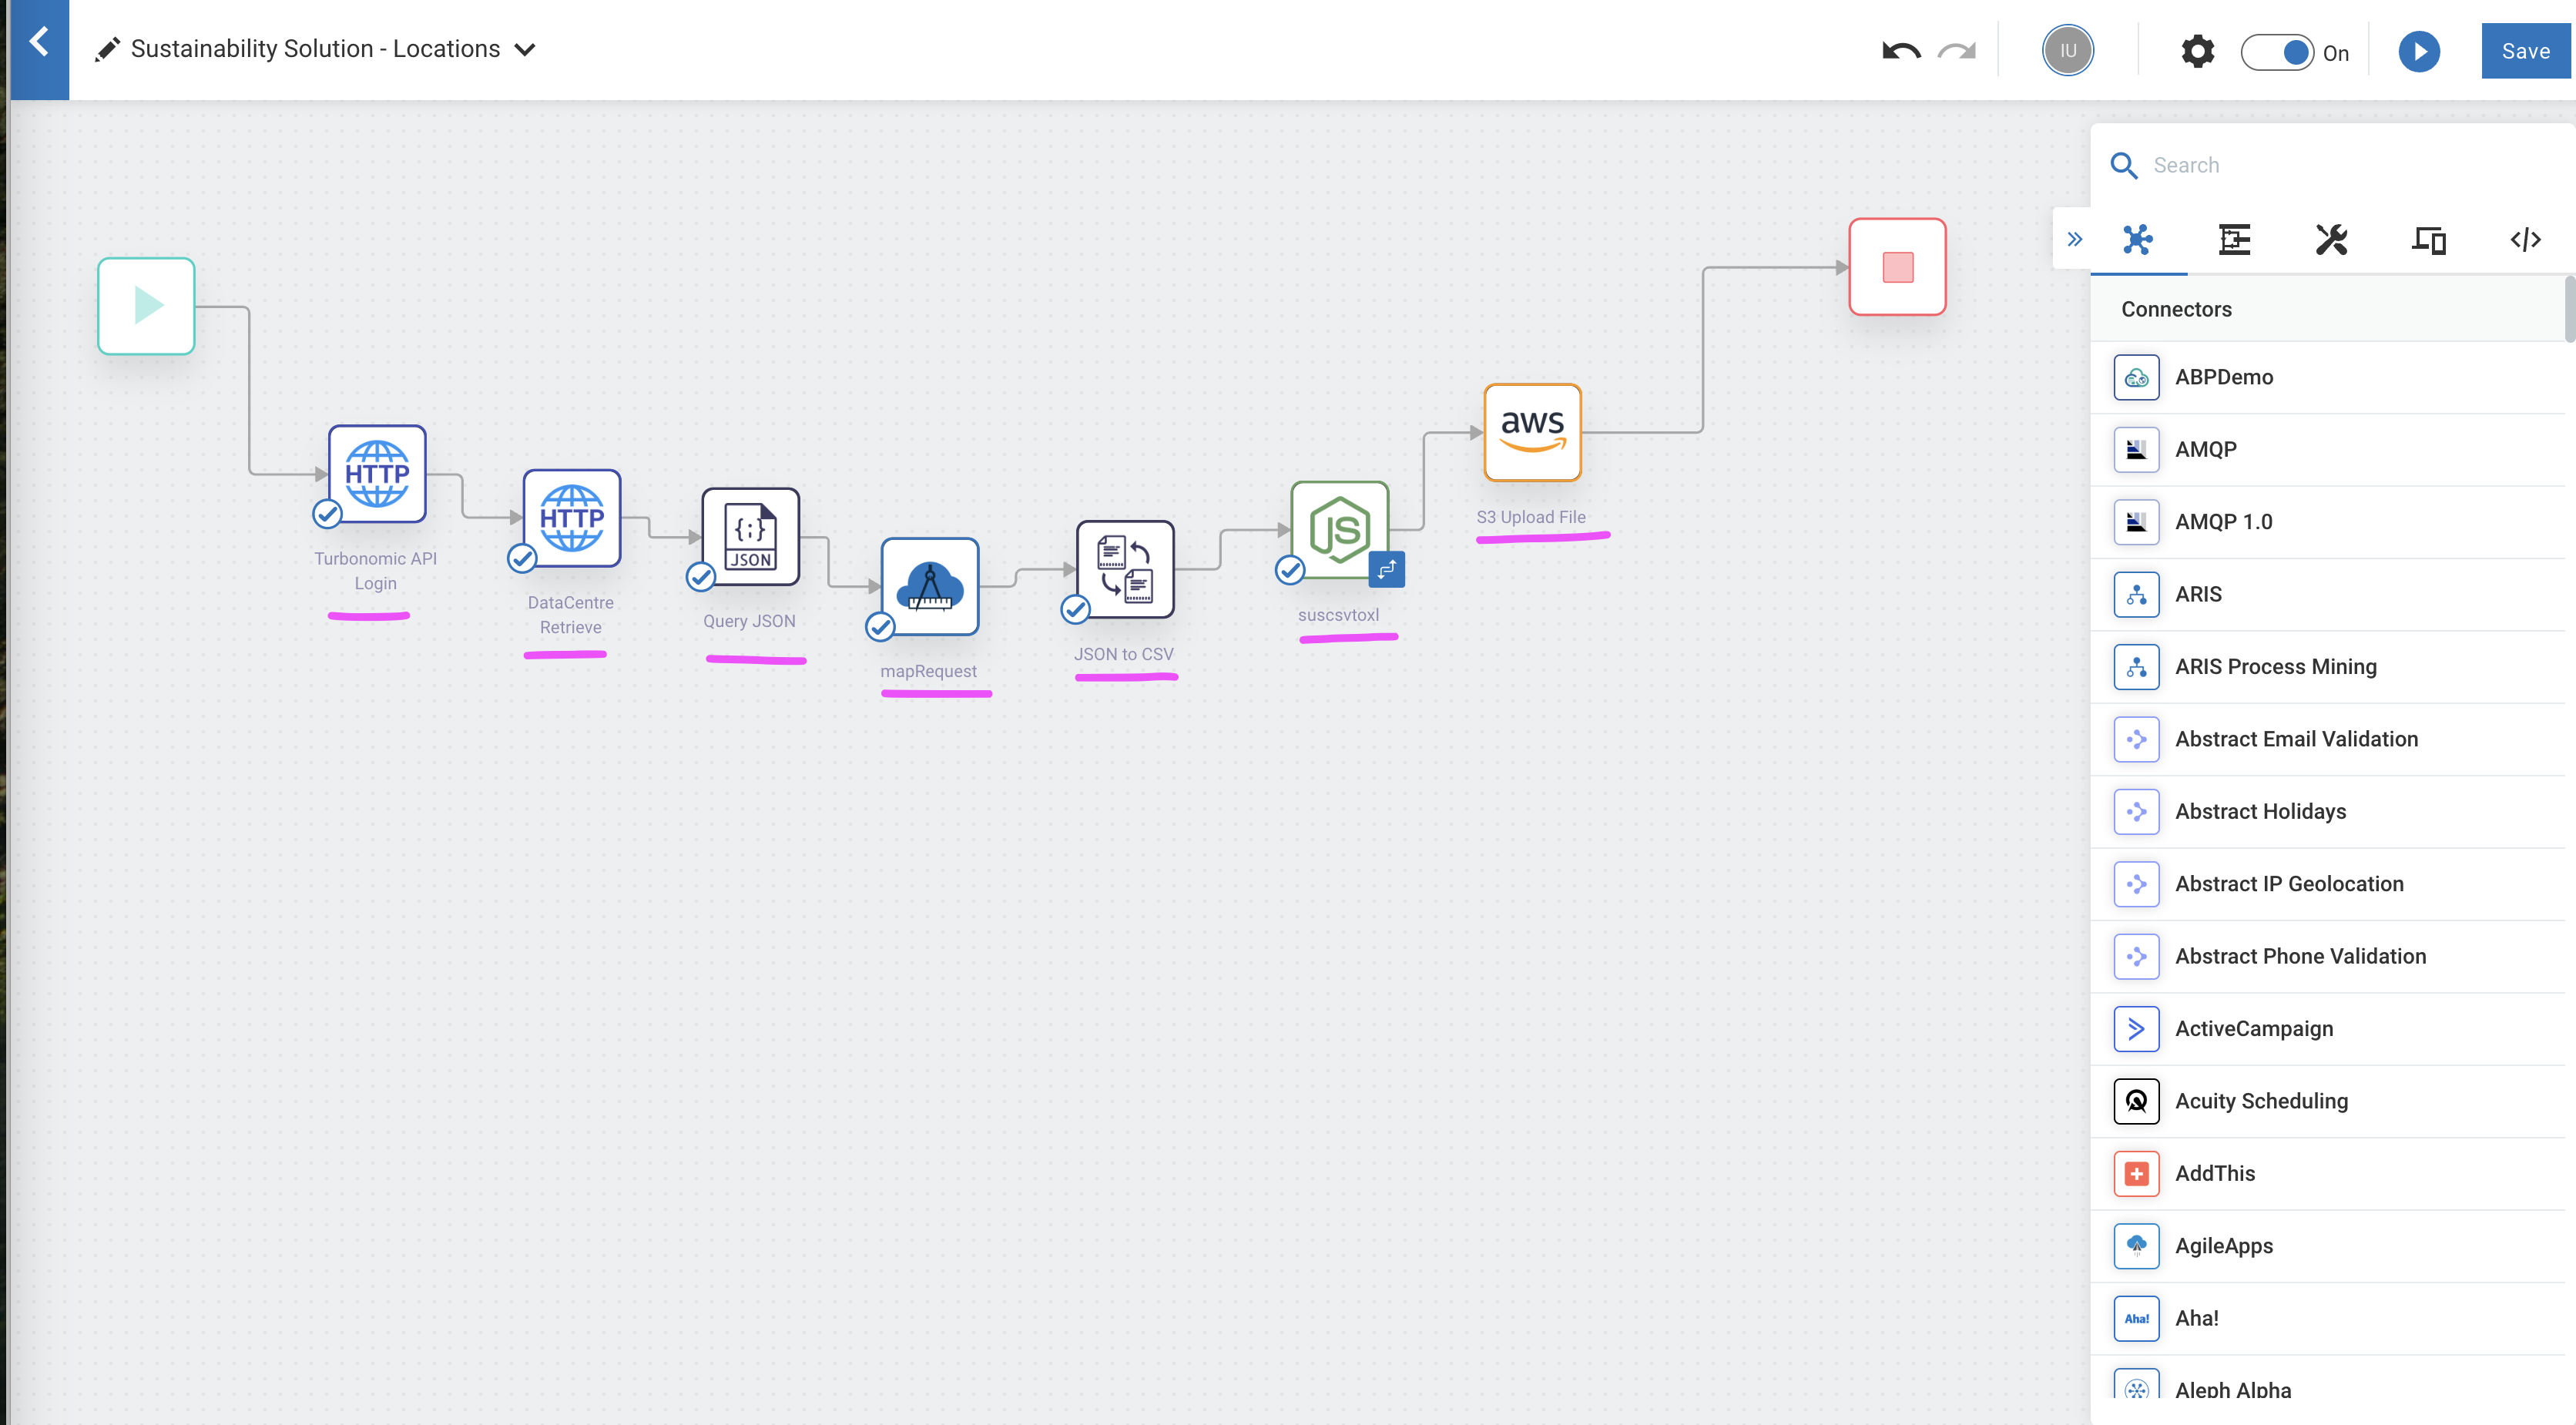 Sustainability Solution - Locations
IU
On
Save
Search
Connectors
ABPDemo
AMQP
AMQP 1.0
ARIS
ARIS Process Mining
Abstract Email Validation
Abstract Holidays
Abstract IP Geolocation
Abstract Phone Validation
ActiveCampaign
Acuity Scheduling
AddThis
AgileApps
Aha!
Aha!
Aleph Alpha
HTTP
Turbonomic API
Login
HTTP
DataCentre
Retrieve
{;}
JSON
Query JSON
mapRequest
JSON to CSV
JS
suscsvtoxl
aws
S3 Upload File